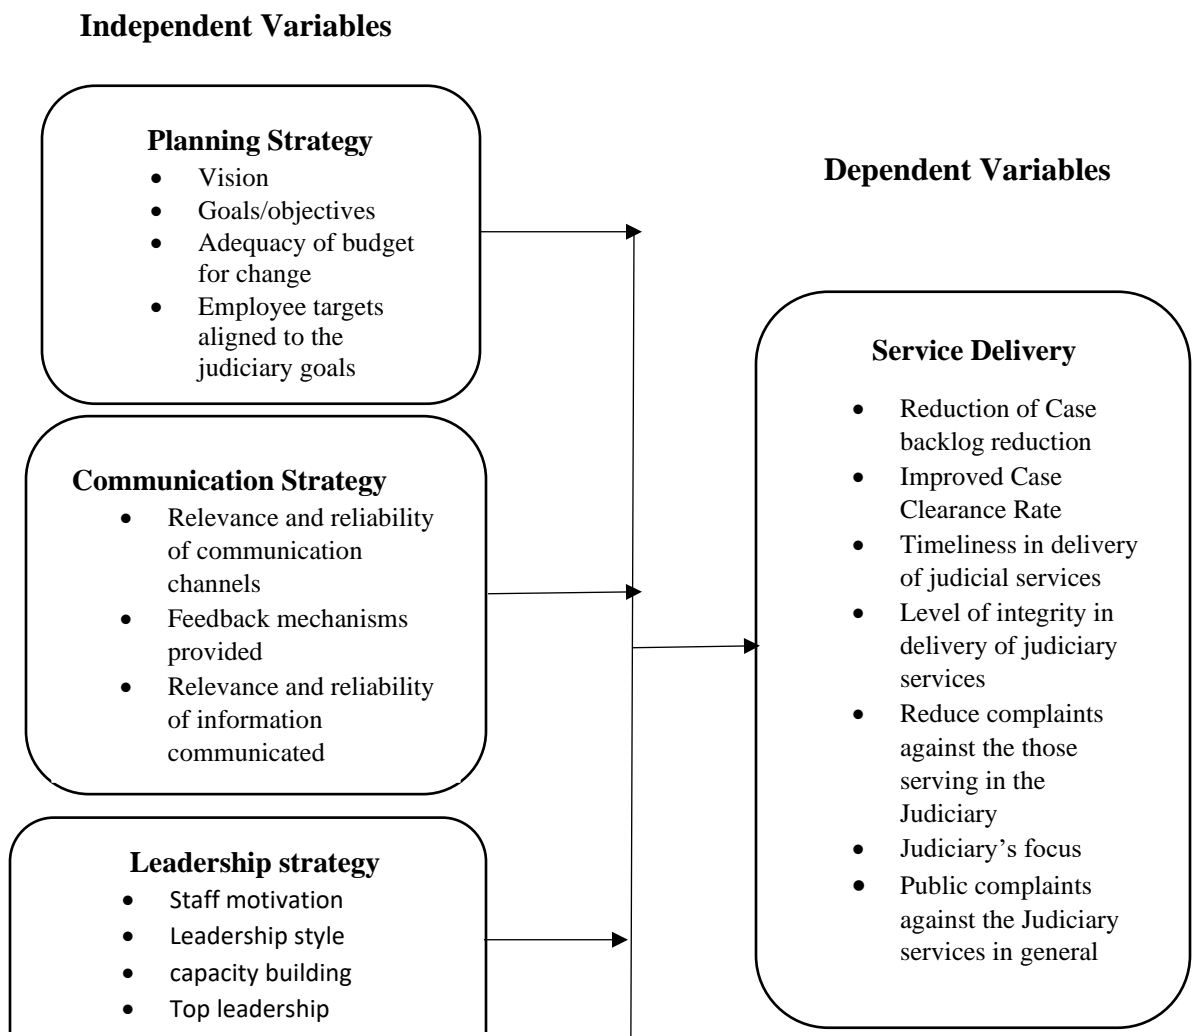 Independent Variables
Planning Strategy
• Vision
• Goals/objectives
• Adequacy of budget
for change
• Employee targets
aligned to the
judiciary goals
Communication Strategy
• Relevance and reliability
of communication
channels
• Feedback mechanisms
provided
• Relevance and reliability
of information
communicated
Leadership strategy
• Staff motivation
• Leadership style
• capacity building
• Top leadership
Dependent Variables
Service Delivery
• Reduction of Case
backlog reduction
• Improved Case
Clearance Rate
• Timeliness in delivery
of judicial services
• Level of integrity in
delivery of judiciary
services
• Reduce complaints
against the those
serving in the
Judiciary
• Judiciary’s focus
• Public complaints
against the Judiciary
services in general